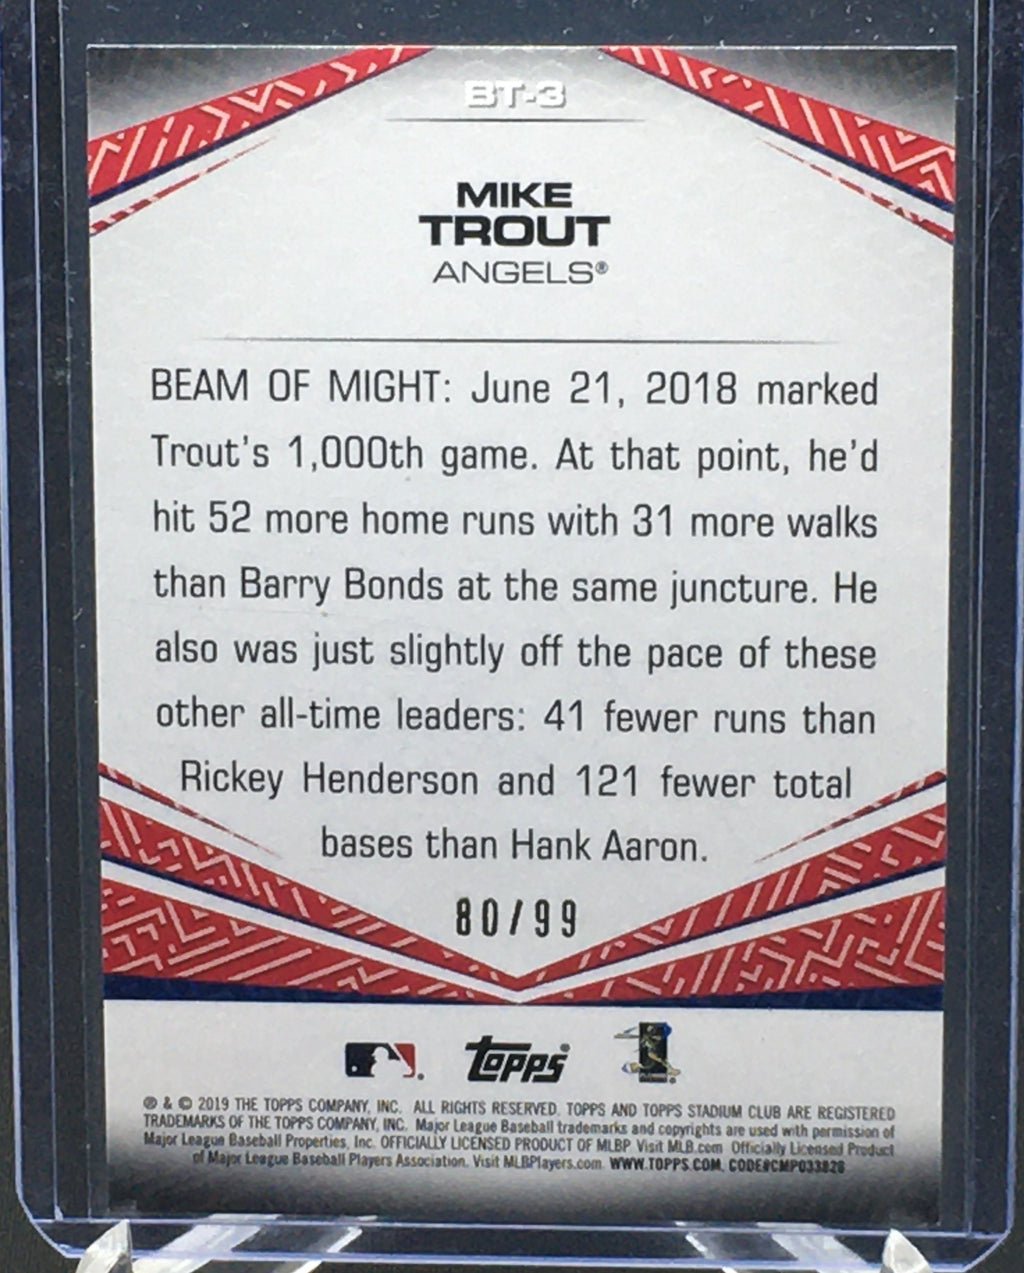 BT-3
MIKE
TROUT
ANGELS®
BEAM OF MIGHT: June 21, 2018 marked
Trout's 1,000th game. At that point, he'd
hit 52 more home runs with 31 more walks
than Barry Bonds at the same juncture. He
also was just slightly off the pace of these
other all-time leaders: 41 fewer runs than
Rickey Henderson and 121 fewer total
bases than Hank Aaron.
80/99
Topps
® & © 2019 THE TOPPS COMPANY, INC. ALL RIGHTS RESERVED. TOPPS AND TOPPS STADIUM CLUB ARE REGISTERED
TRADEMARKS OF THE TOPPS COMPANY, INC. Major League Baseball trademarks and copyrights are used with permission of
Major League Baseball Properties, Inc. OFFICIALLY LICENSED PRODUCT OF MLBP Visit MLB.com Officially Licensed Product
of Major League Baseball Players Association. Visit MLBPlayers.com WWW.TOPPS.COM. CODE#CMP033828